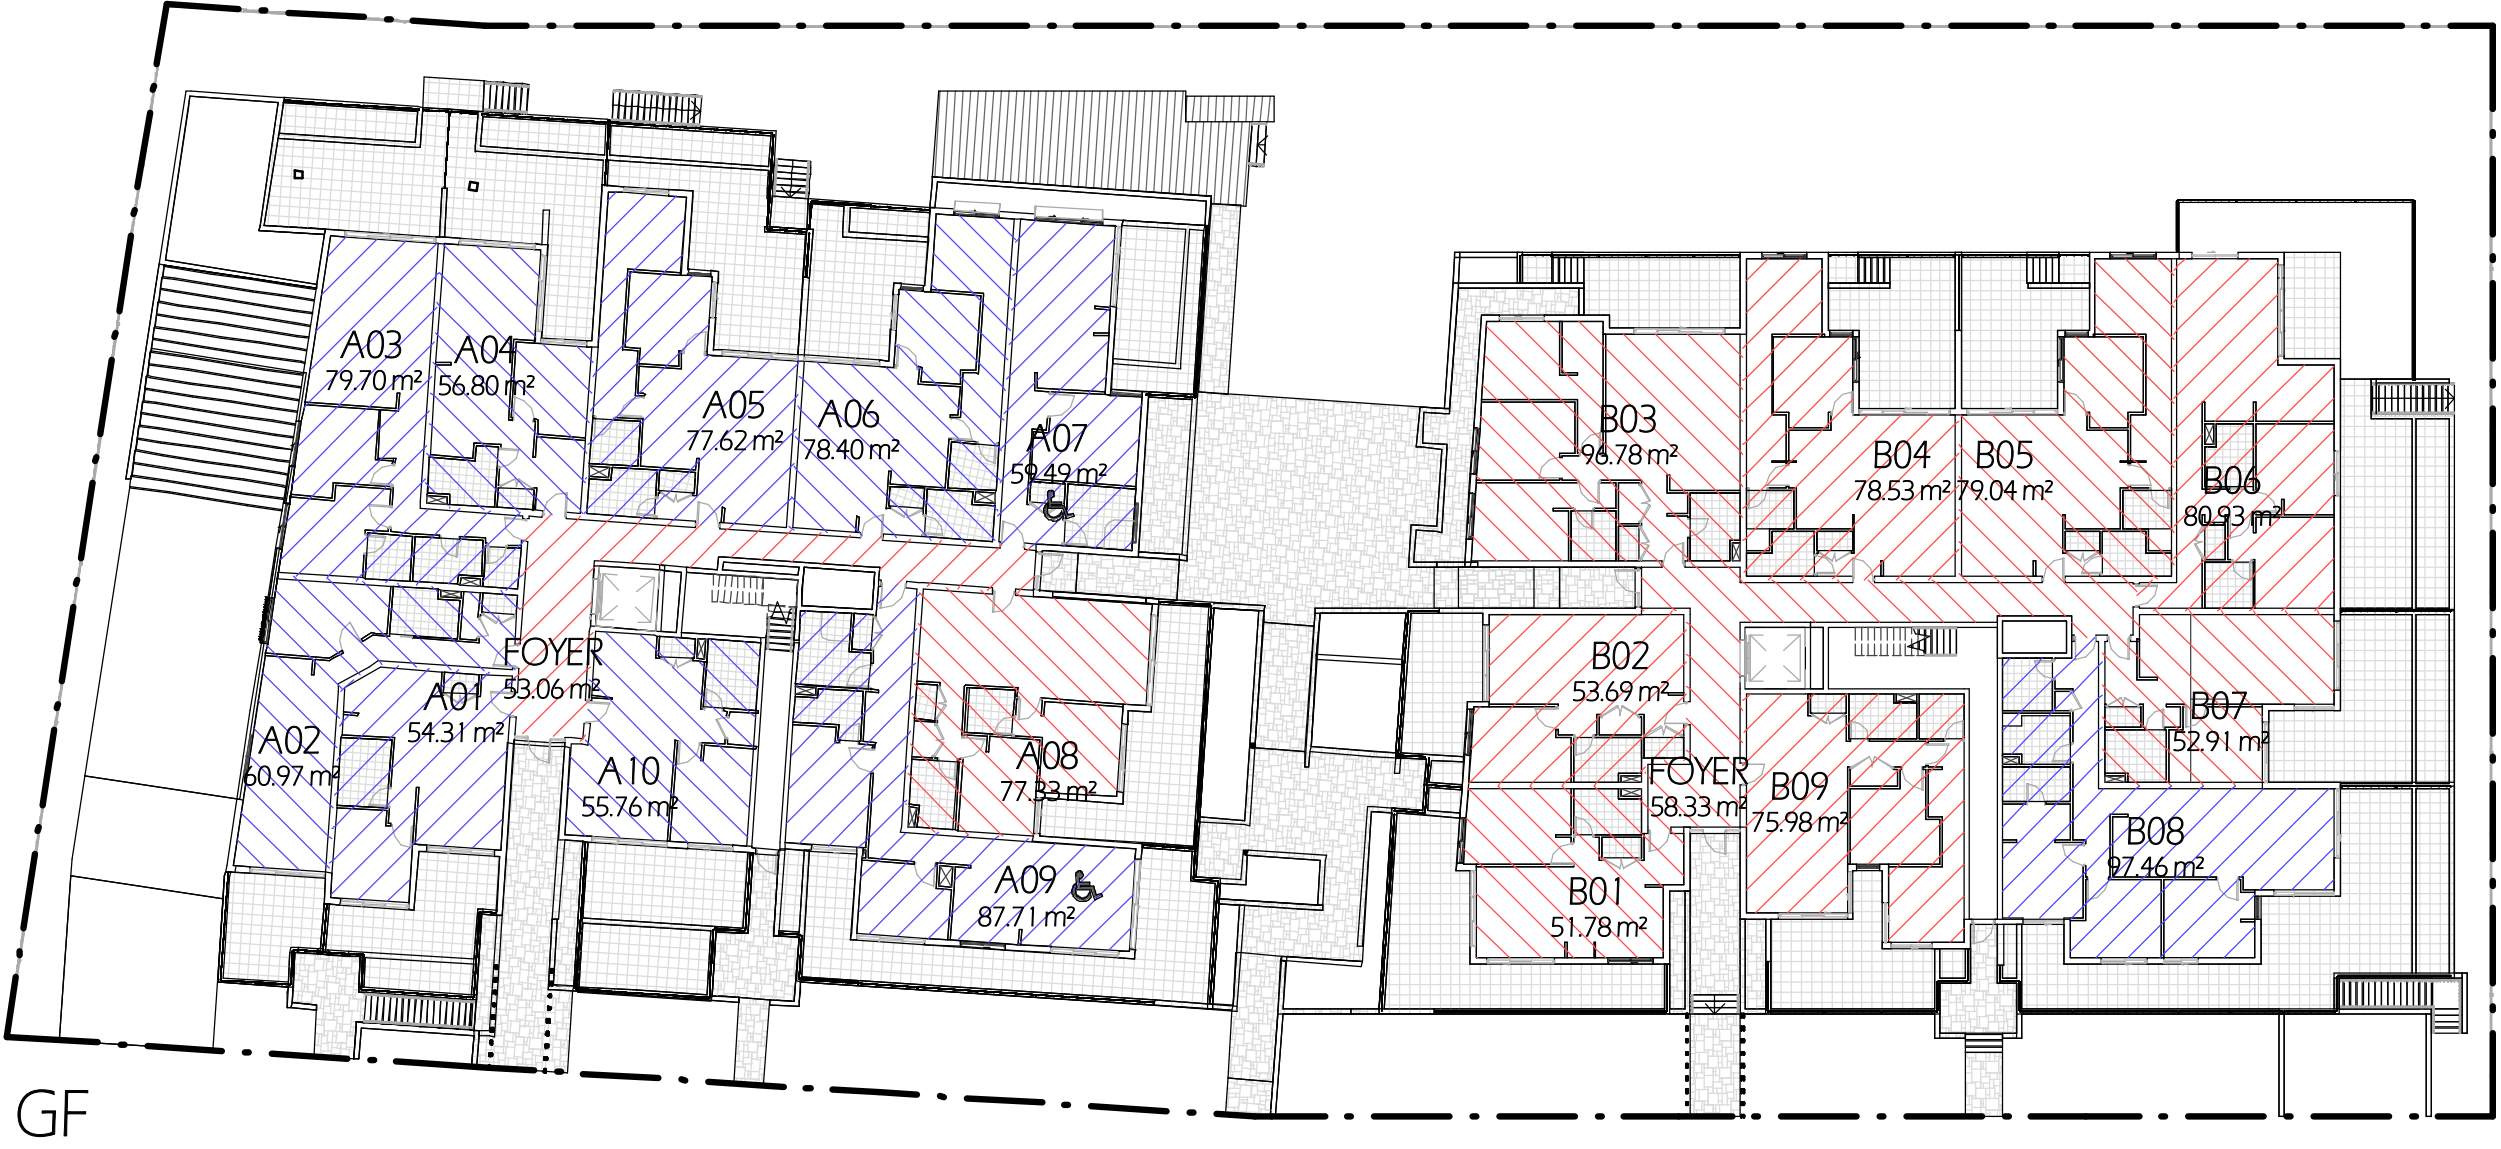 A03
79.70 m²
A04
56.80 m²
A05
77.62 m²
A06
78.40 m²
A07
59.49 m²
B03
96.78 m²
B04
78.53 m²
B05
79.04 m²
B06
80.93 m²
FOYER
53.06 m²
A01
54.31 m²
A02
60.97 m²
A10
55.76 m²
A08
77.33 m²
A09
87.71 m²
B02
53.69 m²
FOYER
58.33 m²
B09
75.98 m²
B07
52.91 m²
B08
97.46 m²
B01
51.78 m²
GF